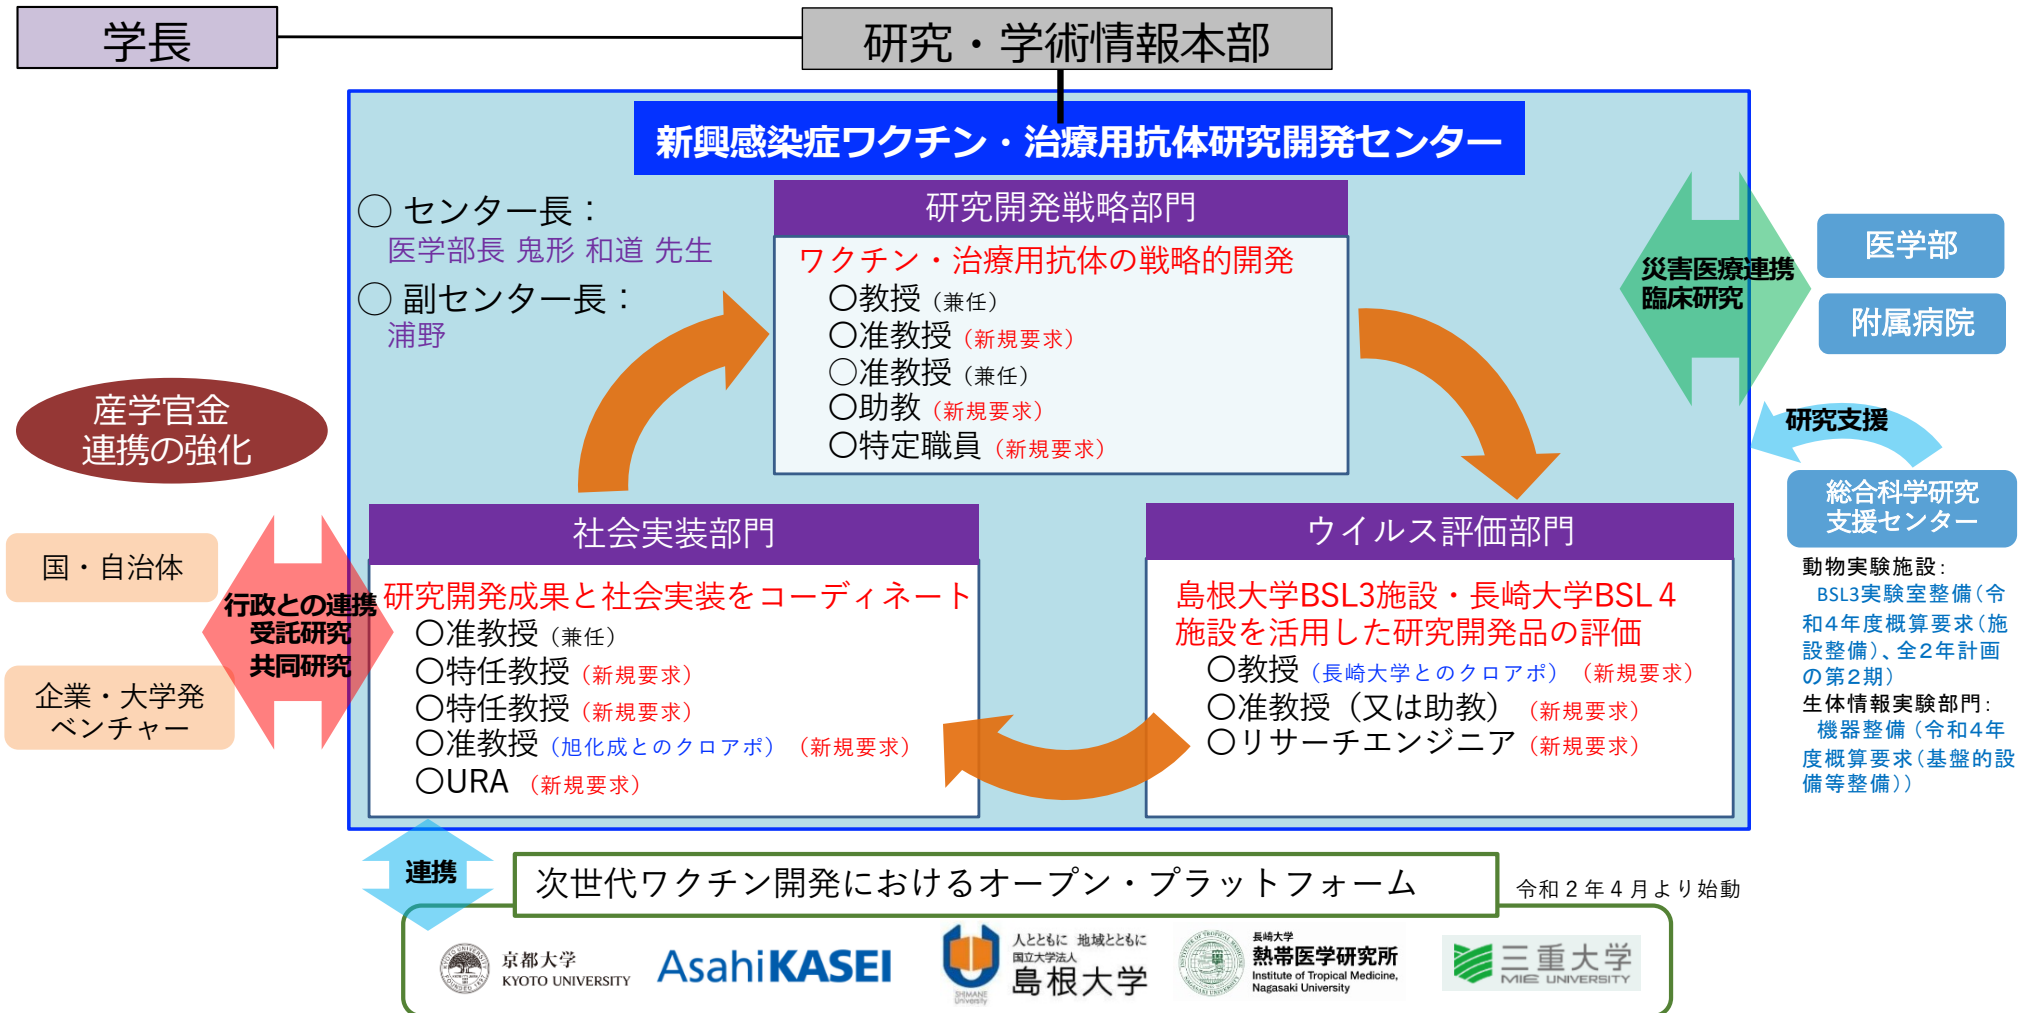 学長
研究・学術情報本部
新興感染症ワクチン・治療用抗体研究開発センター
◯ センター長：
医学部長 鬼形 和道 先生
◯ 副センター長：
浦野
研究開発戦略部門
ワクチン・治療用抗体の戦略的開発
〇教授（兼任）
〇准教授（新規要求）
〇准教授（兼任）
〇助教（新規要求）
〇特定職員（新規要求）
災害医療連携
臨床研究
医学部
附属病院
研究支援
総合科学研究
支援センター
動物実験施設：
BSL3実験室整備（令
和4年度概算要求（施
設整備）、全2年計画
の第2期）
生体情報実験部門：
機器整備（令和4年
度概算要求（基盤的設
備等整備））
産学官金
連携の強化
国・自治体
企業・大学発
ベンチャー
行政との連携
受託研究
共同研究
社会実装部門
研究開発成果と社会実装をコーディネート
〇准教授（兼任）
〇特任教授（新規要求）
〇特任教授（新規要求）
〇准教授（旭化成とのクロアポ）（新規要求）
〇URA （新規要求）
ウイルス評価部門
島根大学BSL3施設・長崎大学BSL４
施設を活用した研究開発品の評価
〇教授（長崎大学とのクロアポ）（新規要求）
〇准教授（又は助教）（新規要求）
〇リサーチエンジニア（新規要求）
連携
次世代ワクチン開発におけるオープン・プラットフォーム
令和２年４月より始動
京都大学
KYOTO UNIVERSITY
AsahiKASEI
SHIMANE
University
人とともに 地域とともに
国立大学法人
島根大学
長崎大学
熱帯医学研究所
Institute of Tropical Medicine,
Nagasaki University
三重大学
MIE UNIVERSITY